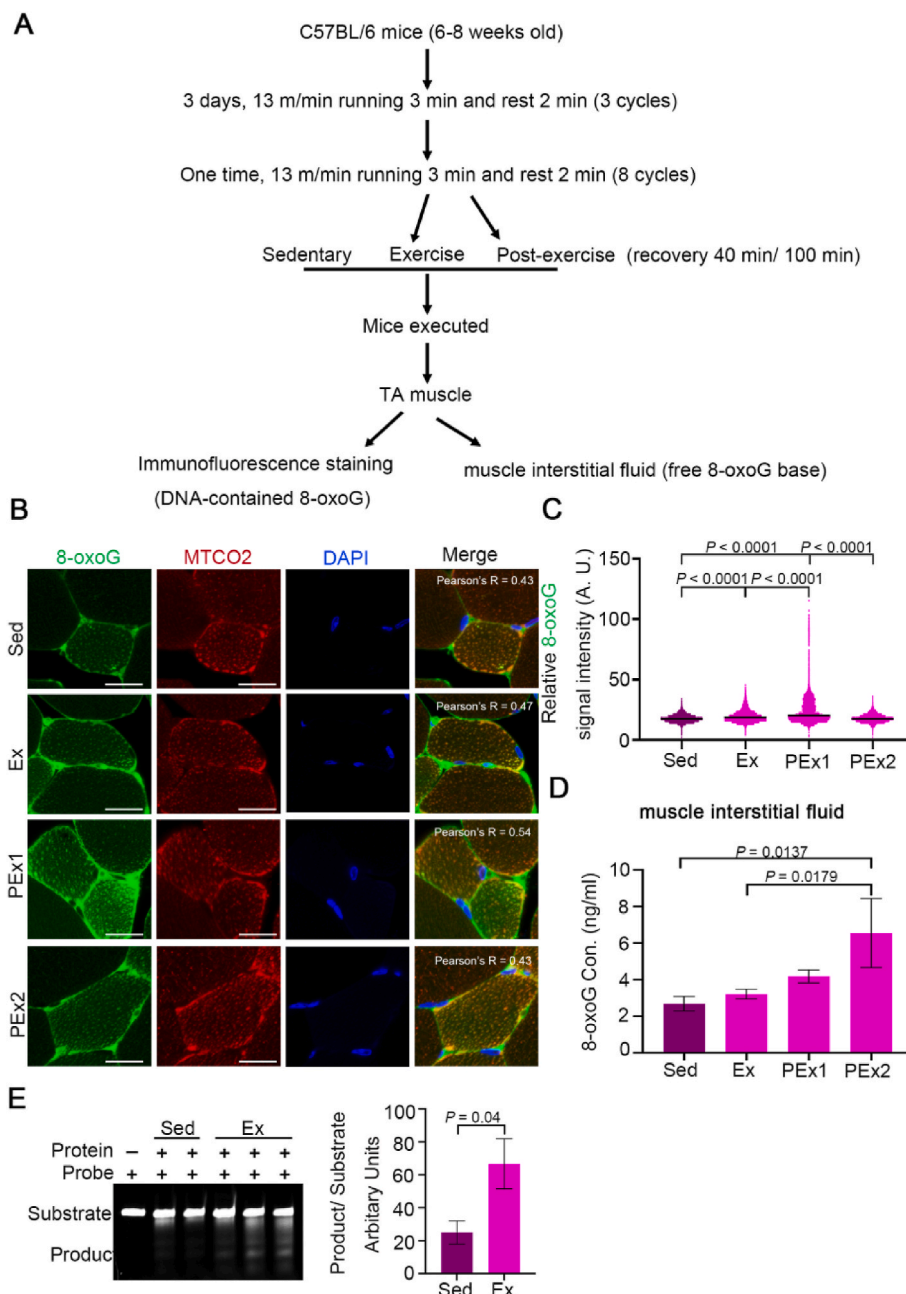 A
C57BL/6 mice (6-8 weeks old)
3 days, 13 m/min running 3 min and rest 2 min (3 cycles)
One time, 13 m/min running 3 min and rest 2 min (8 cycles)
Sedentary Exercise Post-exercise (recovery 40 min/ 100 min)
Mice executed
TA muscle
Immunofluorescence staining
(DNA-contained 8-oxoG)
muscle interstitial fluid (free 8-oxoG base)
B
8-oxoG MTCO2 DAPI Merge
Sed
Pearson's R = 0.43
Ex
Pearson's R = 0.47
PEx1
Pearson's R = 0.54
PEx2
Pearson's R = 0.43
C
Relative 8-oxoG
signal intensity (A. U.)
150
100
50
0
P < 0.0001 P < 0.0001
P < 0.0001 P < 0.0001
Sed Ex PEx1 PEx2
D
muscle interstitial fluid
8-oxoG Con. (ng/ml)
10
8
6
4
2
0
P = 0.0137
P = 0.0179
Sed Ex PEx1 PEx2
E
Sed Ex
Protein − + + + + +
Probe + + + + + +
Substrate
Product
Product/ Substrate
Arbitary Units
100
80
60
40
20
0
P = 0.04
Sed Ex